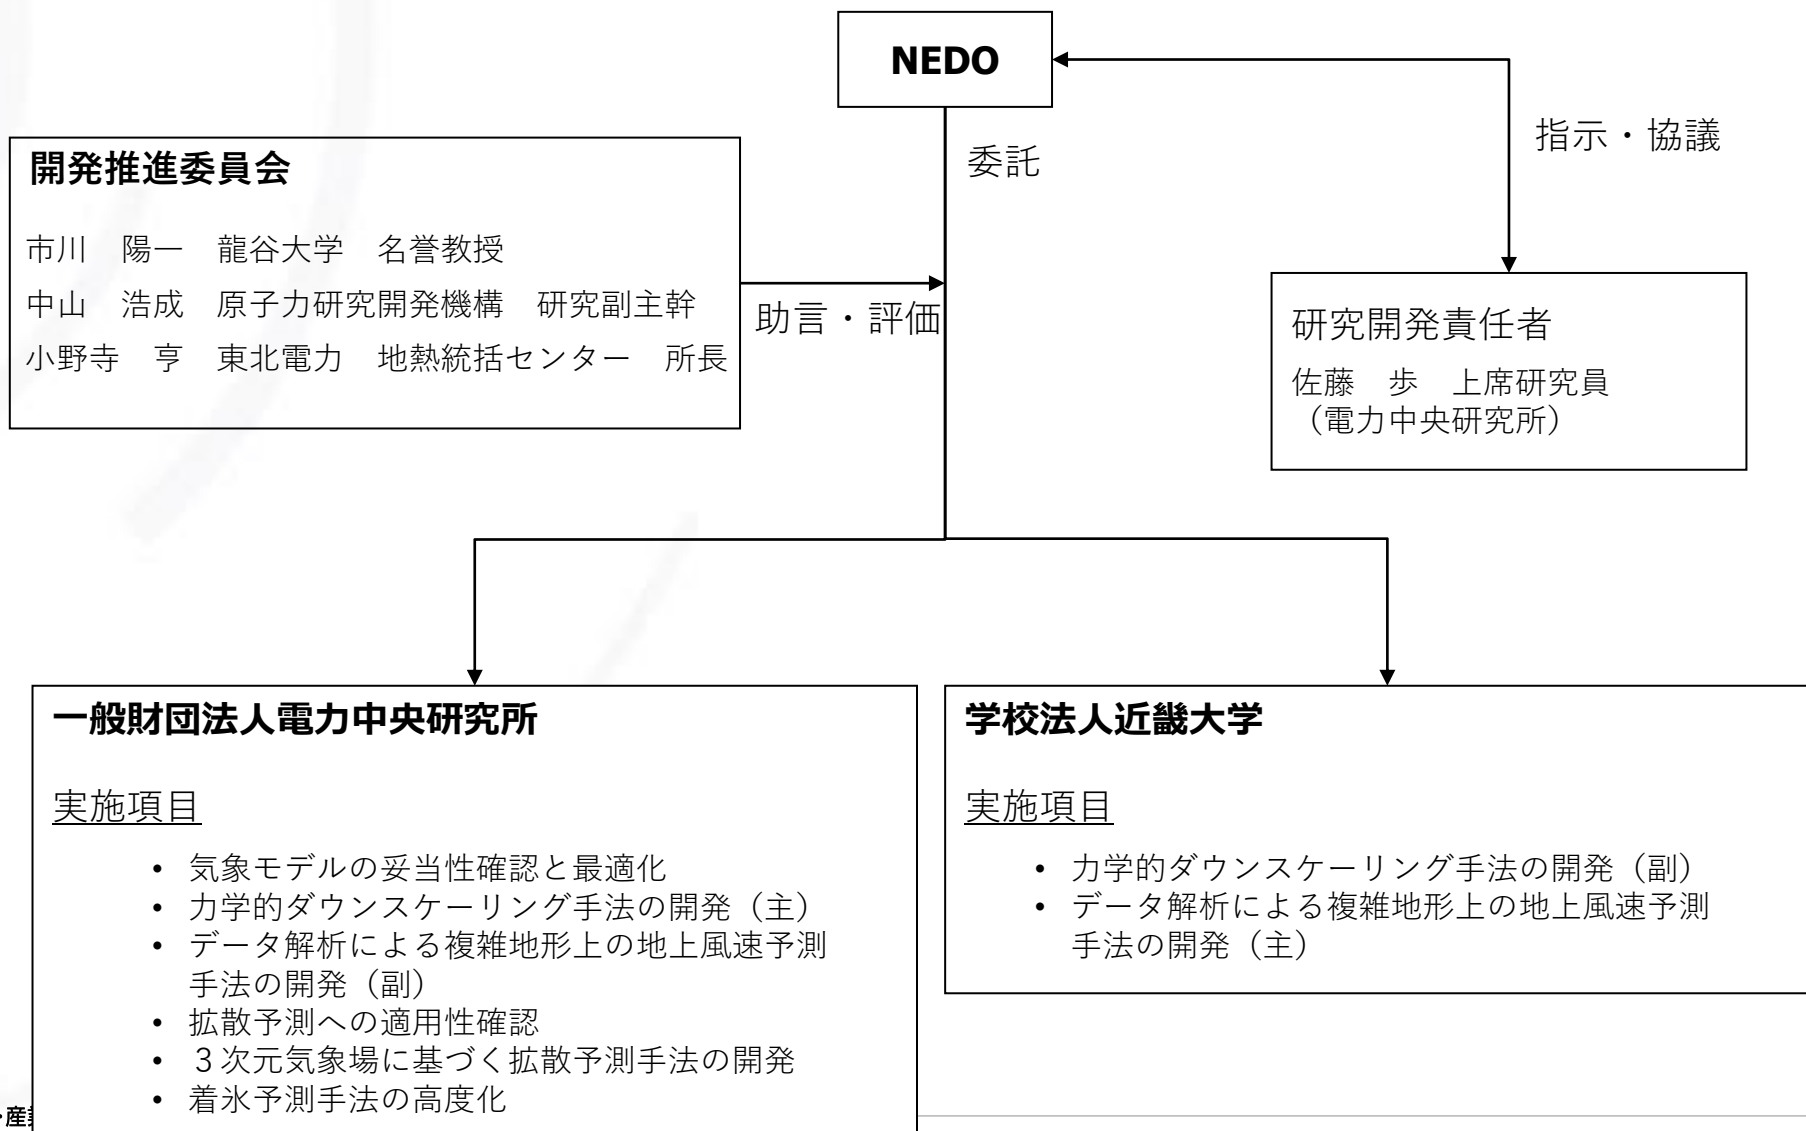 NEDO
指示・協議
委託
開発推進委員会
市川　陽一　龍谷大学　名誉教授
中山　浩成　原子力研究開発機構　研究副主幹
小野寺　亨　東北電力　地熱統括センター　所長
助言・評価
研究開発責任者
佐藤　歩　上席研究員
（電力中央研究所）
一般財団法人電力中央研究所
実施項目
• 気象モデルの妥当性確認と最適化
• 力学的ダウンスケーリング手法の開発（主）
• データ解析による複雑地形上の地上風速予測
手法の開発（副）
• 拡散予測への適用性確認
• ３次元気象場に基づく拡散予測手法の開発
• 着氷予測手法の高度化
学校法人近畿大学
実施項目
• 力学的ダウンスケーリング手法の開発（副）
• データ解析による複雑地形上の地上風速予測
手法の開発（主）
・産